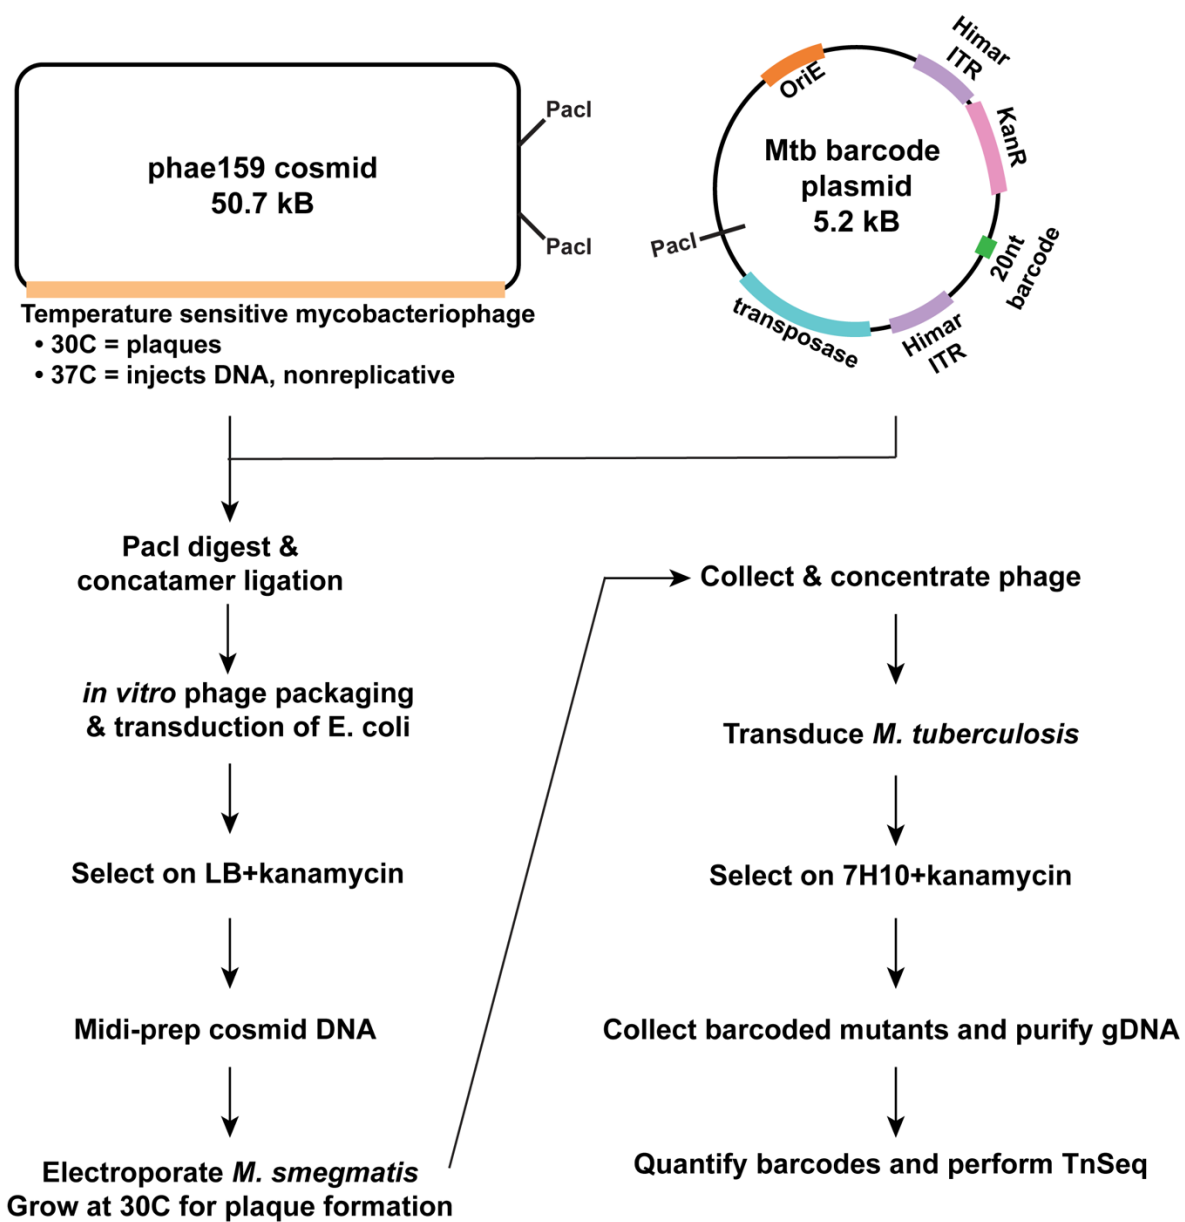 phae159 cosmid
50.7 kB
PacI
PacI
Temperature sensitive mycobacteriophage
• 30C = plaques
• 37C = injects DNA, nonreplicative
OriE
Himar
ITR
KanR
Mtb barcode
plasmid
5.2 kB
PacI
20nt
barcode
transposase
Himar
ITR
PacI digest &
concatamer ligation
in vitro phage packaging
& transduction of E. coli
Select on LB+kanamycin
Midi-prep cosmid DNA
Electroporate M. smegmatis
Grow at 30C for plaque formation
Collect & concentrate phage
Transduce M. tuberculosis
Select on 7H10+kanamycin
Collect barcoded mutants and purify gDNA
Quantify barcodes and perform TnSeq